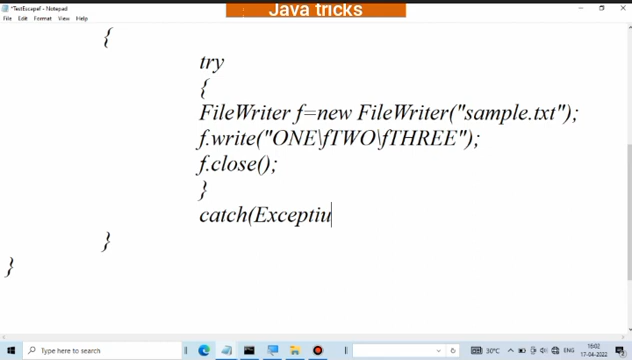 Java tricks
*TestEscapef - Notepad
File Edit Format View Help
{
try
{
FileWriter f=new FileWriter("sample.txt");
f.write("ONE\fTWO\fTHREE");
f.close();
}
catch(Exceptiu
}
}
Type here to search
30°C
ENG
16:02
17-04-2022